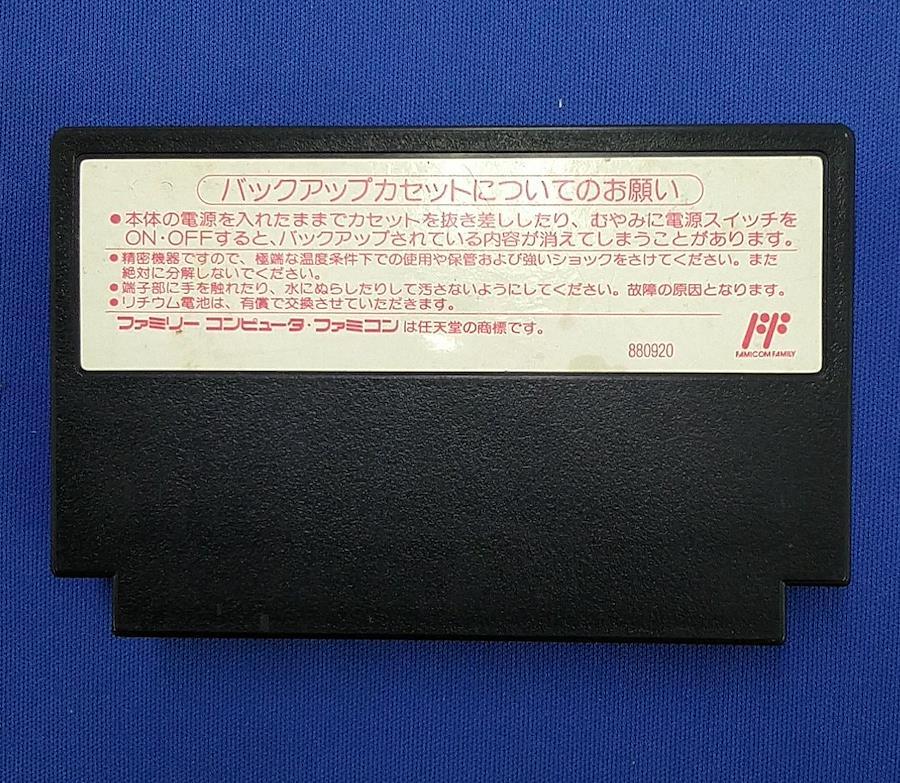 バックアップカセットについてのお願い
●本体の電源を入れたままでカセットを抜き差ししたり、むやみに電源スイッチを
ON・OFFすると、バックアップされている内容が消えてしまうことがあります。
●精密機器ですので、極端な温度条件下での使用や保管および強いショックをさけてください。また
絶対に分解しないでください。
●端子部に手を触れたり、水にぬらしたりして汚さないようにしてください。故障の原因となります。
●リチウム電池は、有償で交換させていただきます。
ファミリー コンピュータ・ファミコンは任天堂の商標です。
880920
FAMICOM FAMILY